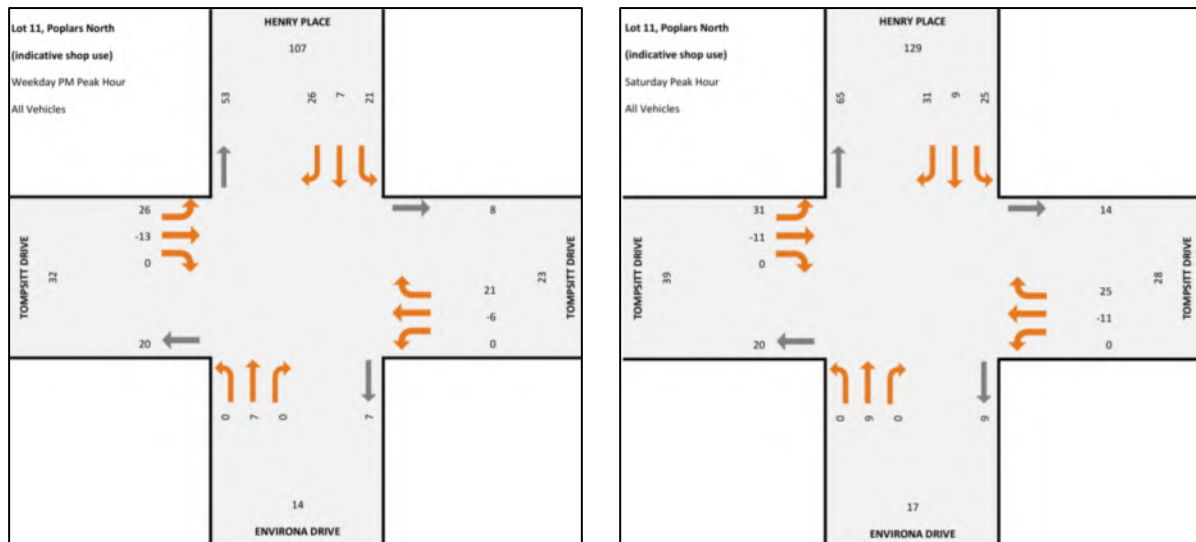 Lot 11, Poplars North
(indicative shop use)
Weekday PM Peak Hour
All Vehicles
HENRY PLACE
107
53
26
7
21
26
-13
0
TOMPSITT DRIVE
32
20
8
21
-6
0
23
TOMPSITT DRIVE
0
7
0
7
14
ENVIRONA DRIVE
Lot 11, Poplars North
(indicative shop use)
Saturday Peak Hour
All Vehicles
HENRY PLACE
129
65
31
9
25
31
-11
0
TOMPSITT DRIVE
39
20
14
25
-11
0
28
TOMPSITT DRIVE
0
9
0
9
17
ENVIRONA DRIVE